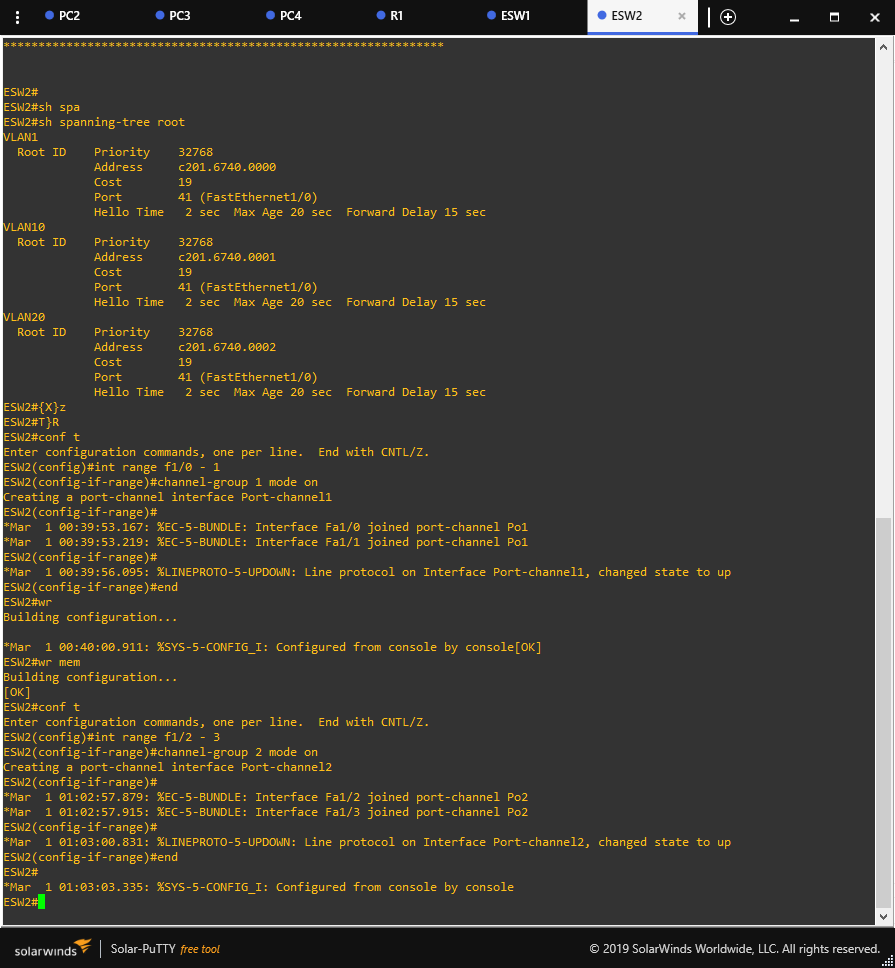 PC2 PC3 PC4 R1 ESW1 ESW2
***************************************************************
ESW2#
ESW2#sh spa
ESW2#sh spanning-tree root
VLAN1
  Root ID    Priority    32768
             Address     c201.6740.0000
             Cost        19
             Port        41 (FastEthernet1/0)
             Hello Time   2 sec  Max Age 20 sec  Forward Delay 15 sec
VLAN10
  Root ID    Priority    32768
             Address     c201.6740.0001
             Cost        19
             Port        41 (FastEthernet1/0)
             Hello Time   2 sec  Max Age 20 sec  Forward Delay 15 sec
VLAN20
  Root ID    Priority    32768
             Address     c201.6740.0002
             Cost        19
             Port        41 (FastEthernet1/0)
             Hello Time   2 sec  Max Age 20 sec  Forward Delay 15 sec
ESW2#{X}z
ESW2#T}R
ESW2#conf t
Enter configuration commands, one per line.  End with CNTL/Z.
ESW2(config)#int range f1/0 - 1
ESW2(config-if-range)#channel-group 1 mode on
Creating a port-channel interface Port-channel1
ESW2(config-if-range)#
*Mar  1 00:39:53.167: %EC-5-BUNDLE: Interface Fa1/0 joined port-channel Po1
*Mar  1 00:39:53.219: %EC-5-BUNDLE: Interface Fa1/1 joined port-channel Po1
ESW2(config-if-range)#
*Mar  1 00:39:56.095: %LINEPROTO-5-UPDOWN: Line protocol on Interface Port-channel1, changed state to up
ESW2(config-if-range)#end
ESW2#wr
Building configuration...
*Mar  1 00:40:00.911: %SYS-5-CONFIG_I: Configured from console by console[OK]
ESW2#wr mem
Building configuration...
[OK]
ESW2#conf t
Enter configuration commands, one per line.  End with CNTL/Z.
ESW2(config)#int range f1/2 - 3
ESW2(config-if-range)#channel-group 2 mode on
Creating a port-channel interface Port-channel2
ESW2(config-if-range)#
*Mar  1 01:02:57.879: %EC-5-BUNDLE: Interface Fa1/2 joined port-channel Po2
*Mar  1 01:02:57.915: %EC-5-BUNDLE: Interface Fa1/3 joined port-channel Po2
ESW2(config-if-range)#
*Mar  1 01:03:00.831: %LINEPROTO-5-UPDOWN: Line protocol on Interface Port-channel2, changed state to up
ESW2(config-if-range)#end
ESW2#
*Mar  1 01:03:03.335: %SYS-5-CONFIG_I: Configured from console by console
ESW2#
solarwinds Solar-PuTTY free tool © 2019 SolarWinds Worldwide, LLC. All rights reserved.